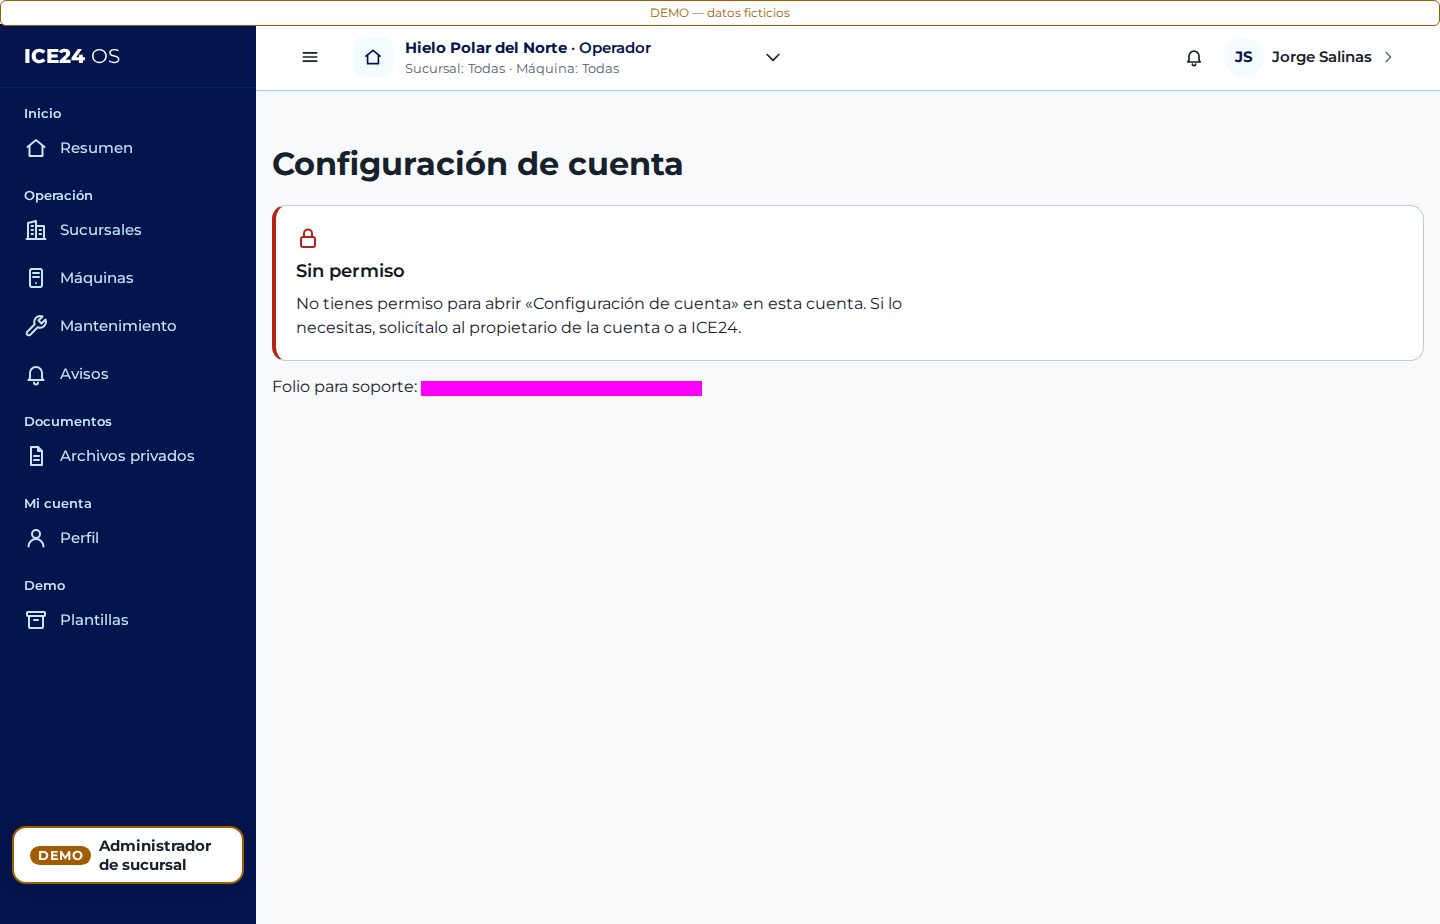 DEMO — datos ficticios
ICE24 OS
Inicio
Resumen
Operación
Sucursales
Máquinas
Mantenimiento
Avisos
Documentos
Archivos privados
Mi cuenta
Perfil
Demo
Plantillas
DEMO
Administrador
de sucursal
Hielo Polar del Norte · Operador
Sucursal: Todas · Máquina: Todas
JS
Jorge Salinas
Configuración de cuenta
Sin permiso
No tienes permiso para abrir «Configuración de cuenta» en esta cuenta. Si lo
necesitas, solicítalo al propietario de la cuenta o a ICE24.
Folio para soporte: